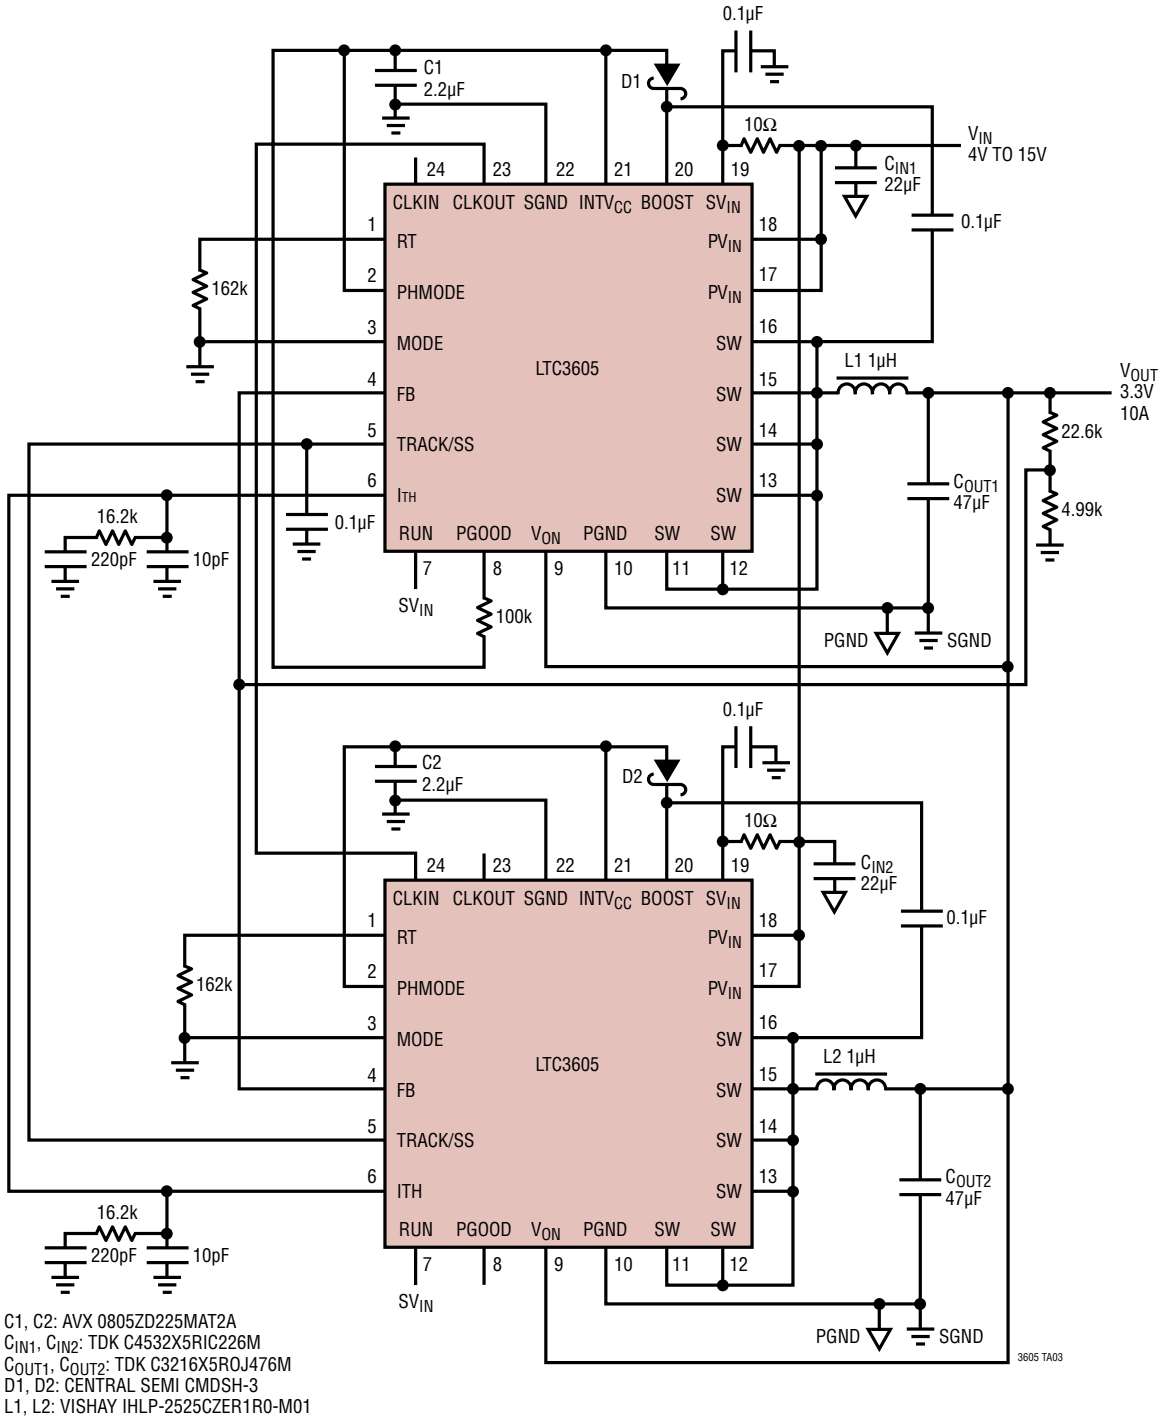 0.1µF
C1
2.2µF
D1
10Ω
VIN
4V TO 15V
CIN1
22µF
0.1µF
24 23 22 21 20 19
CLKIN CLKOUT SGND INTVCC BOOST SVIN
1 RT
2 PHMODE
3 MODE
4 FB
5 TRACK/SS
6 ITH
162k
LTC3605
PVIN 18
PVIN 17
SW 16
SW 15
SW 14
SW 13
L1 1µH
VOUT
3.3V
10A
22.6k
4.99k
COUT1
47µF
16.2k
220pF
10pF
0.1µF
RUN PGOOD VON PGND SW SW
7 8 9 10 11 12
SVIN
100k
PGND
SGND
0.1µF
C2
2.2µF
D2
10Ω
CIN2
22µF
0.1µF
24 23 22 21 20 19
CLKIN CLKOUT SGND INTVCC BOOST SVIN
1 RT
2 PHMODE
3 MODE
4 FB
5 TRACK/SS
6 ITH
162k
LTC3605
PVIN 18
PVIN 17
SW 16
SW 15
SW 14
SW 13
L2 1µH
COUT2
47µF
16.2k
220pF
10pF
RUN PGOOD VON PGND SW SW
7 8 9 10 11 12
SVIN
PGND
SGND
3605 TA03
C1, C2: AVX 0805ZD225MAT2A
CIN1, CIN2: TDK C4532X5RIC226M
COUT1, COUT2: TDK C3216X5ROJ476M
D1, D2: CENTRAL SEMI CMDSH-3
L1, L2: VISHAY IHLP-2525CZER1R0-M01